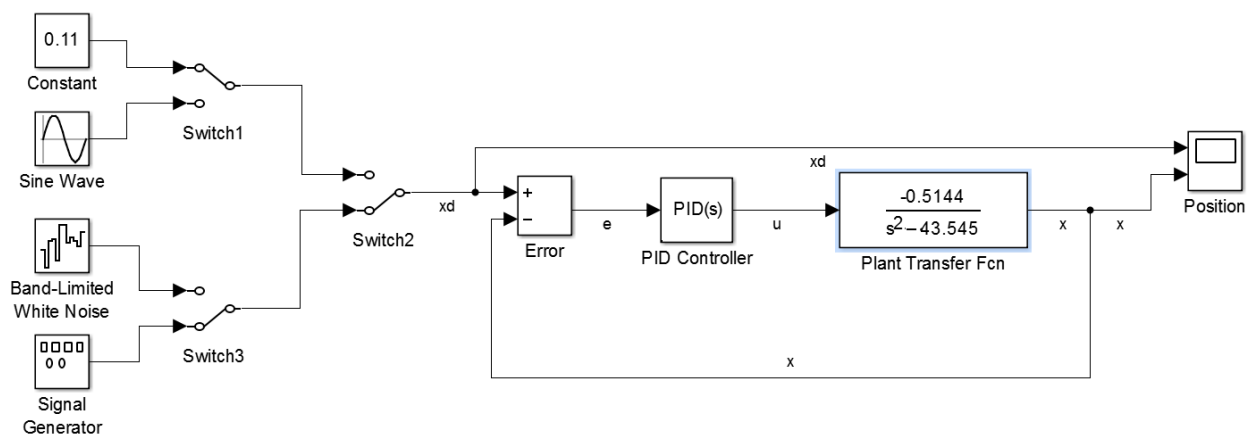 0.11
Constant
Switch1
Sine Wave
xd
Switch2
xd
+
−
Error
e
PID(s)
PID Controller
u
-0.5144
s2−43.545
Plant Transfer Fcn
x
x
Position
Band-Limited
White Noise
Switch3
x
Signal
Generator